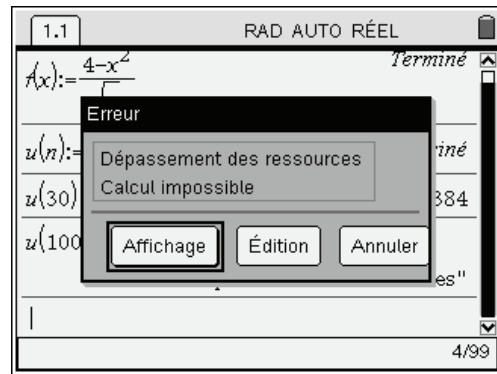 1.1 RAD AUTO RÉEL
f(x):=4-x² Terminé
Erreur
u(n):=
Dépassement des ressources
Calcul impossible
u(30) 384
u(100
Affichage Édition Annuler
es"
4/99